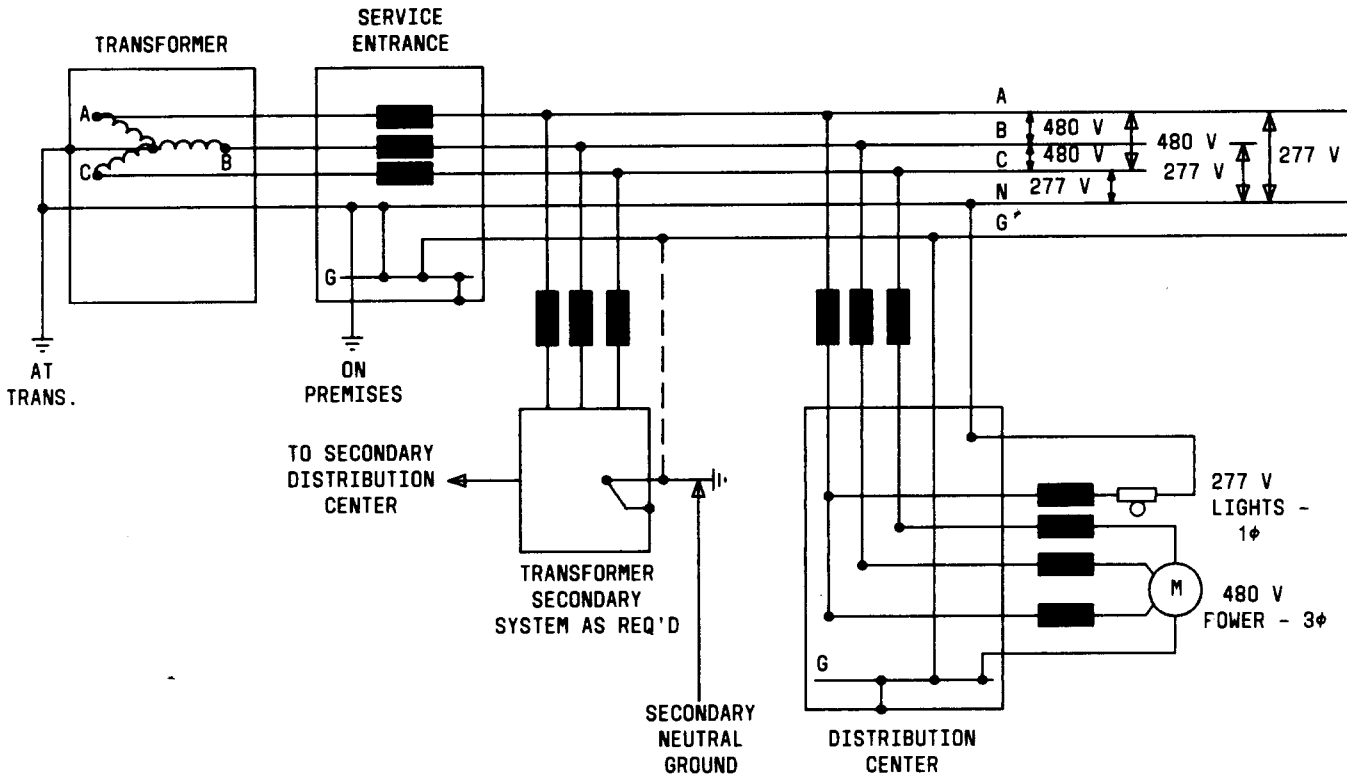 TRANSFORMER
SERVICE
ENTRANCE
A
B
C
A
B
C
N
G
480 V
480 V
480 V
277 V
277 V
277 V
G
AT
TRANS.
ON
PREMISES
TO SECONDARY
DISTRIBUTION
CENTER
TRANSFORMER
SECONDARY
SYSTEM AS REQ'D
SECONDARY
NEUTRAL
GROUND
277 V
LIGHTS -
1ϕ
M
480 V
POWER - 3ϕ
G
DISTRIBUTION
CENTER